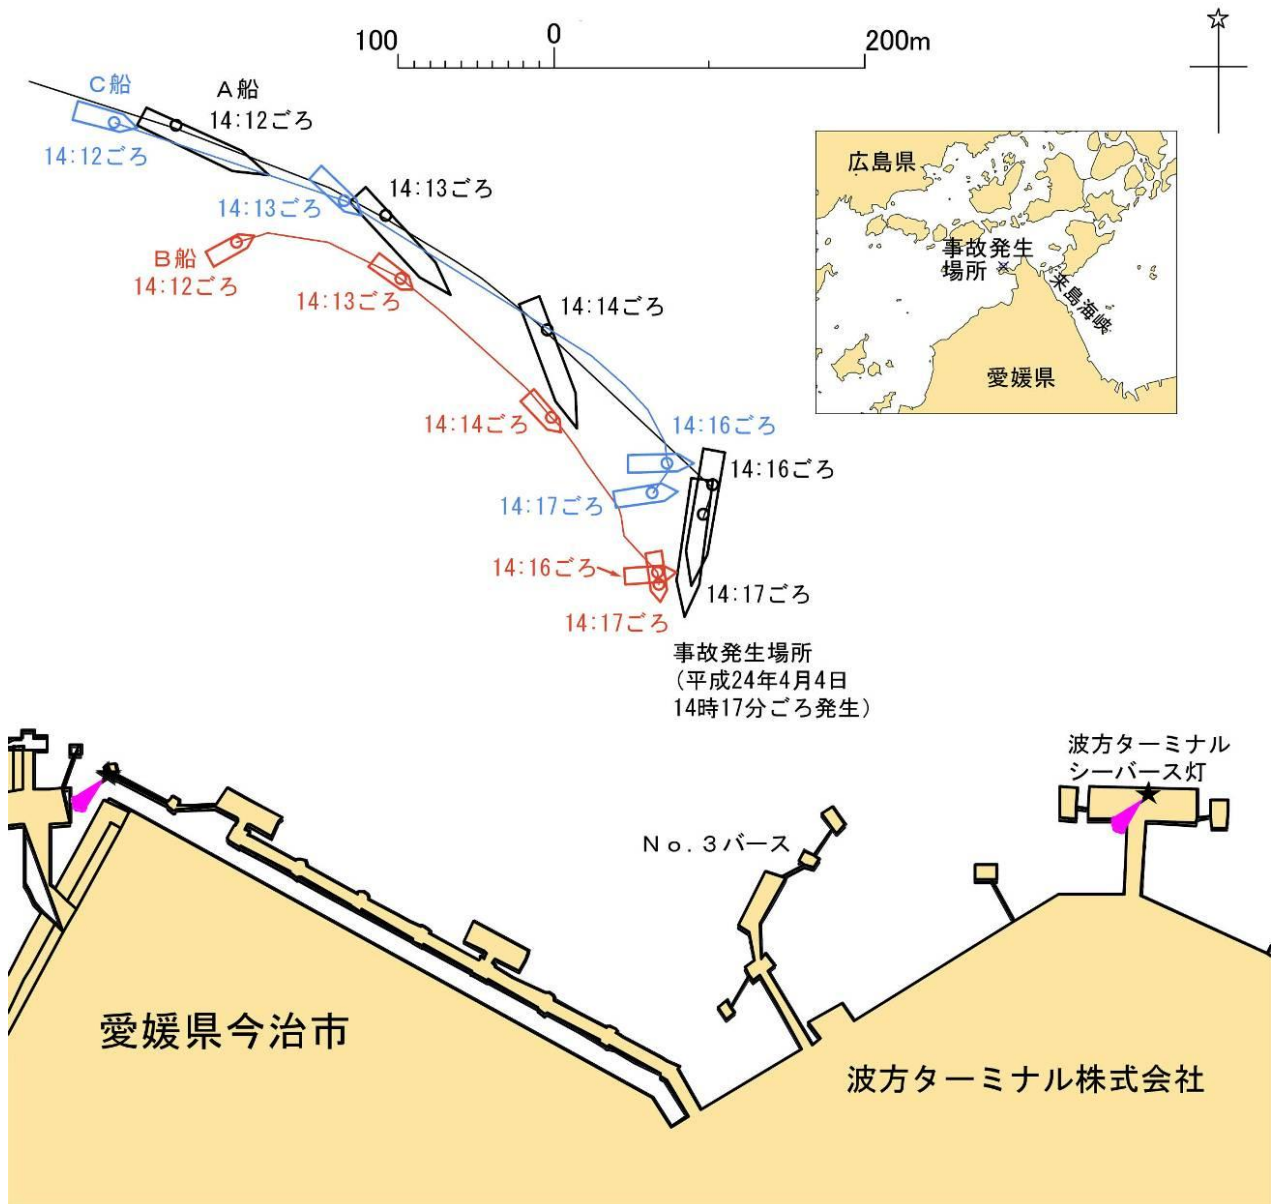 100
0
200m
C船
A船
14:12ごろ
14:12ごろ
14:13ごろ
14:13ごろ
B船
14:12ごろ
14:13ごろ
14:14ごろ
14:14ごろ
14:16ごろ
14:16ごろ
14:17ごろ
14:16ごろ
14:17ごろ
14:17ごろ
事故発生場所
(平成24年4月4日
14時17分ごろ発生)
広島県
事故発生
場所
来島海峡
愛媛県
波方ターミナル
シーバース灯
No.3バース
愛媛県今治市
波方ターミナル株式会社